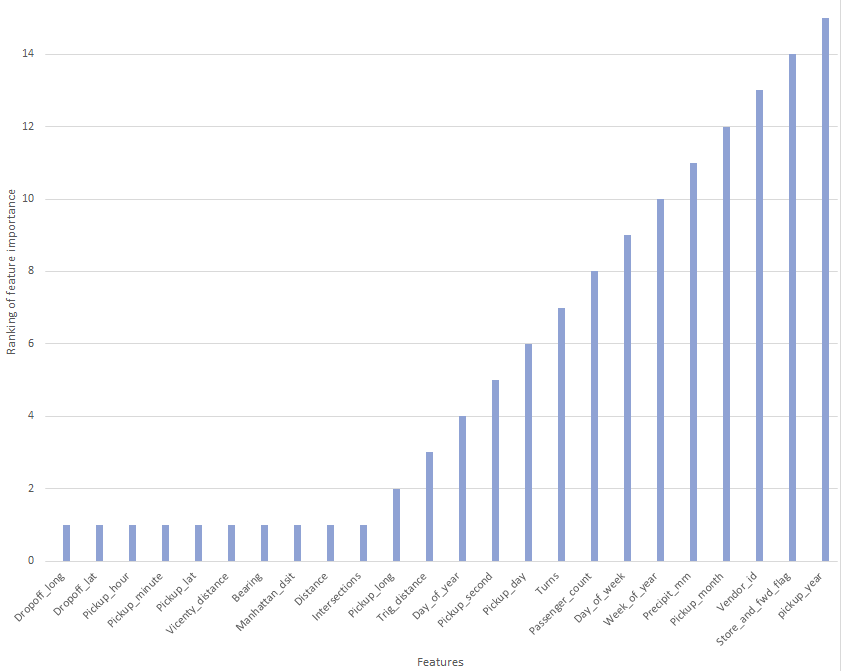 Ranking of feature importance
14
12
10
8
6
4
2
0
Dropoff_long
Dropoff_lat
Pickup_hour
Pickup_minute
Pickup_lat
Vicenty_distance
Bearing
Manhattan_dsit
Distance
Intersections
Pickup_long
Trig_distance
Day_of_year
Pickup_second
Pickup_day
Turns
Passenger_count
Day_of_week
Week_of_year
Precipit_mm
Pickup_month
Vendor_id
Store_and_fwd_flag
pickup_year
Features